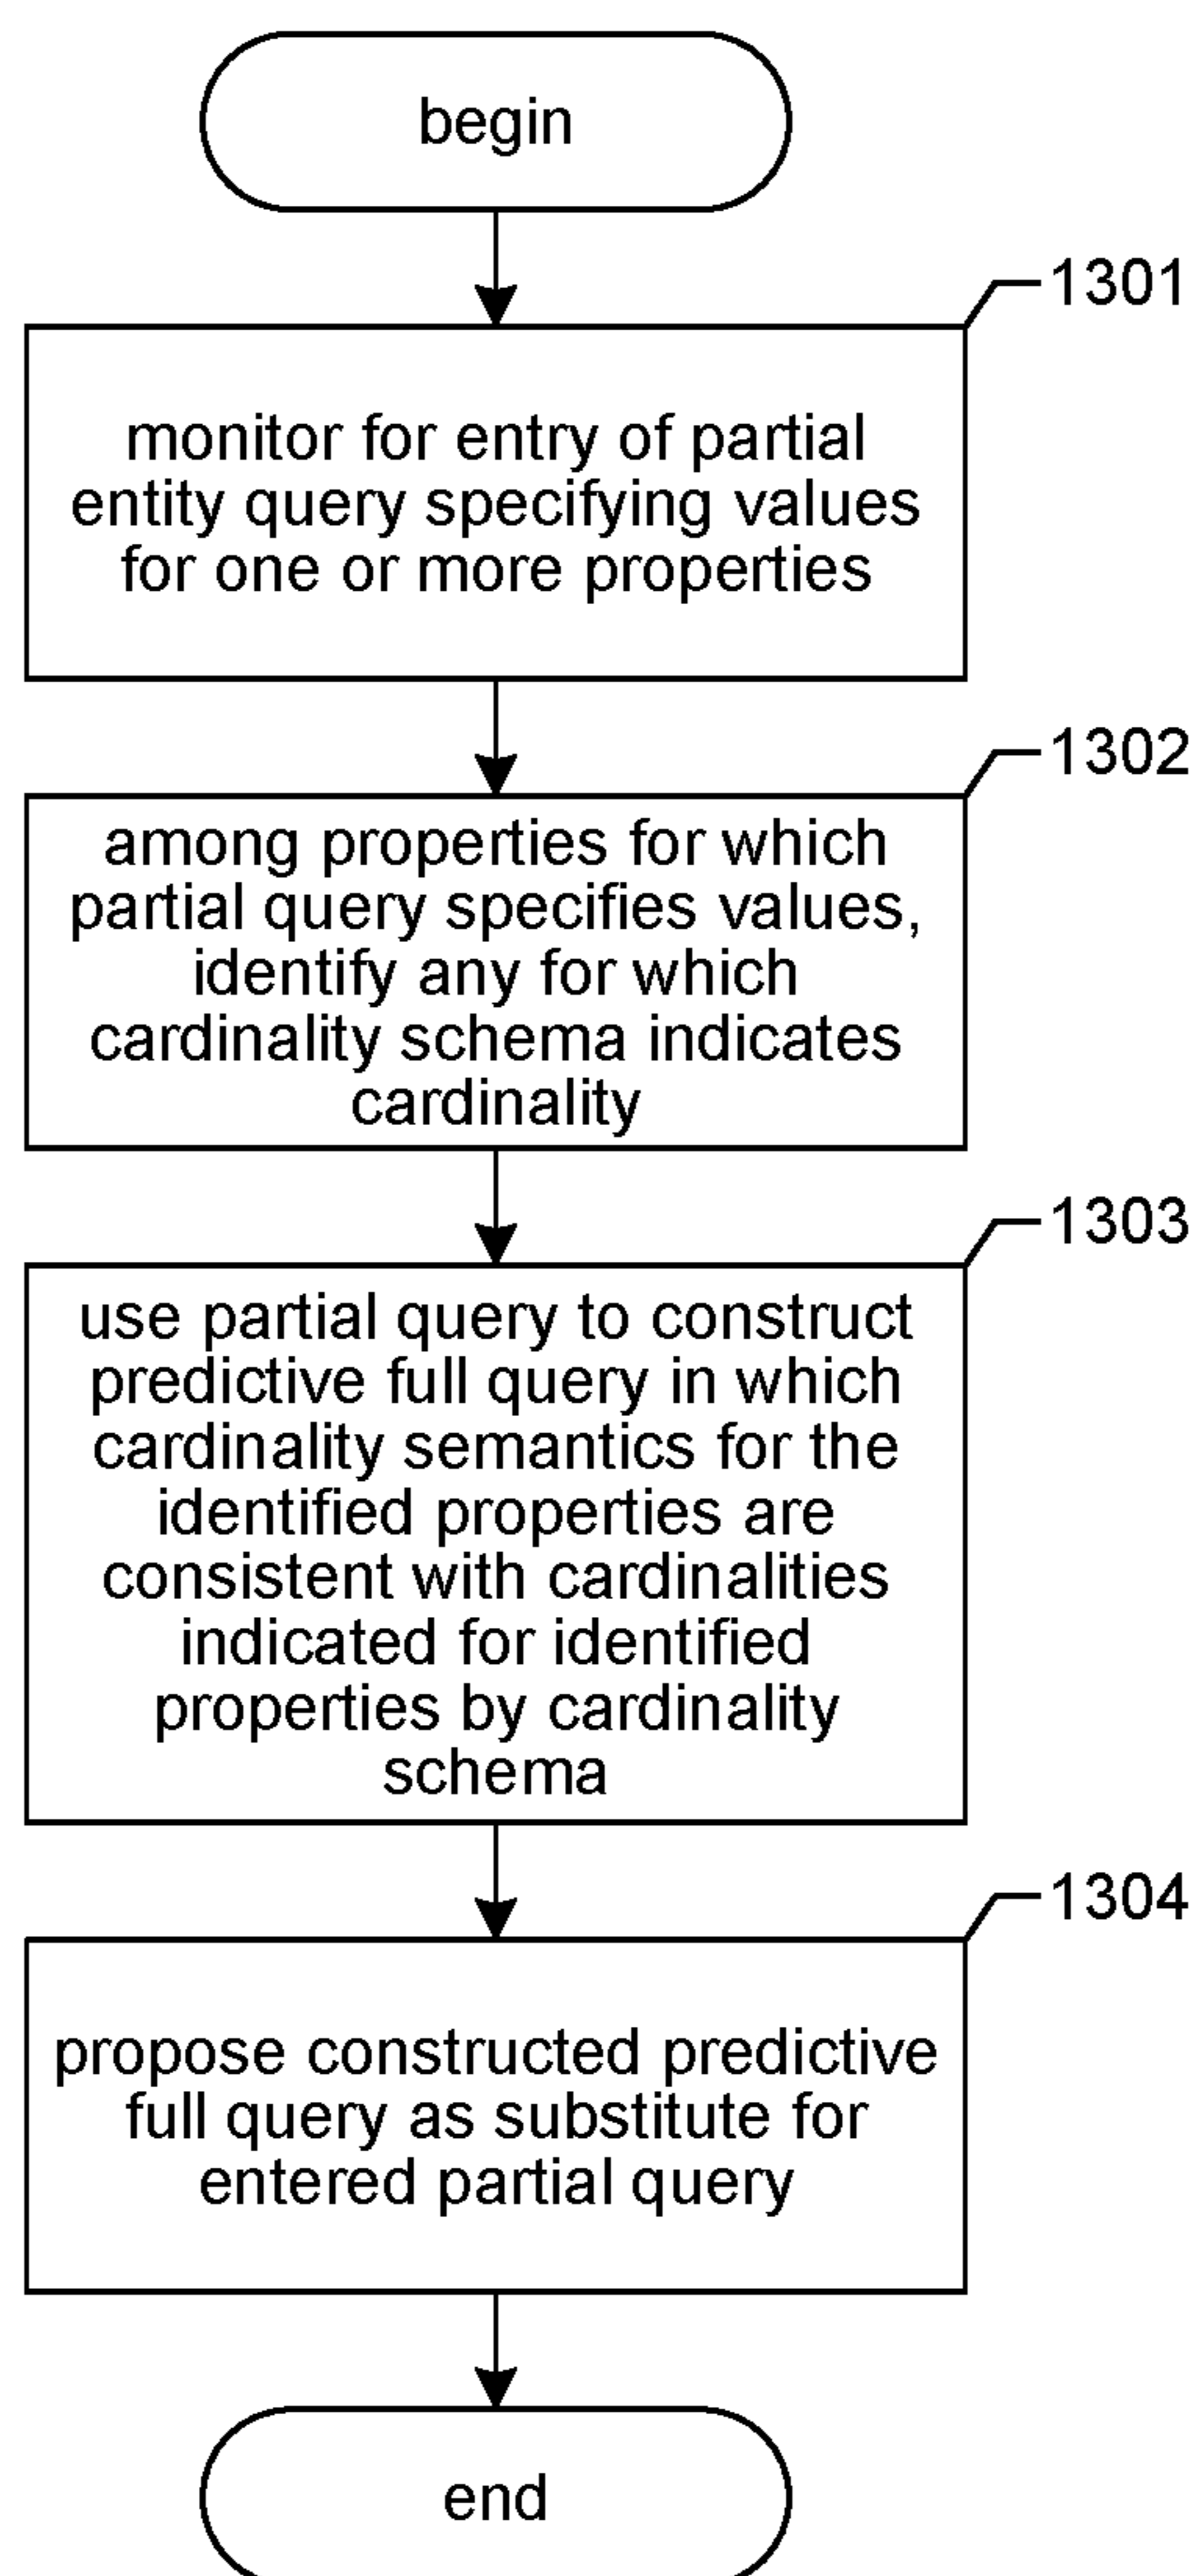 begin
1301
monitor for entry of partial
entity query specifying values
for one or more properties
1302
among properties for which
partial query specifies values,
identify any for which
cardinality schema indicates
cardinality
1303
use partial query to construct
predictive full query in which
cardinality semantics for the
identified properties are
consistent with cardinalities
indicated for identified
properties by cardinality
schema
1304
propose constructed predictive
full query as substitute for
entered partial query
end